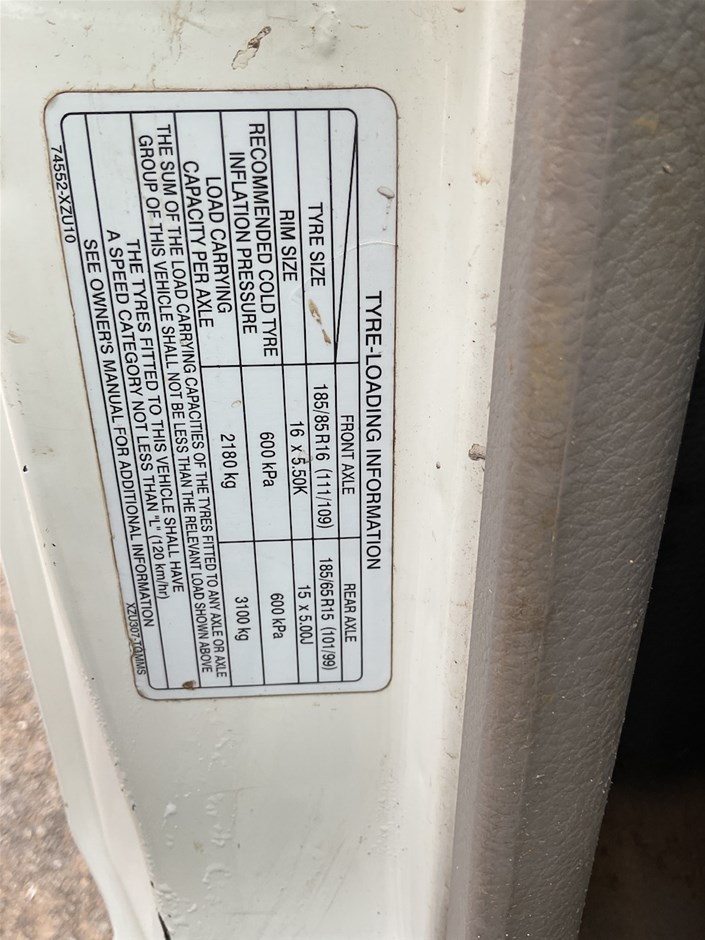 TYRE-LOADING INFORMATION
FRONT AXLE REAR AXLE
TYRE SIZE 185/85R16 (111/109) 185/65R15 (101/99)
RIM SIZE 16 X 5.50K 15 X 5.00J
RECOMMENDED COLD TYRE
INFLATION PRESSURE 600 kPa 600 kPa
LOAD CARRYING
CAPACITY PER AXLE 2180 kg 3100 kg
THE SUM OF THE LOAD CARRYING CAPACITIES OF THE TYRES FITTED TO ANY AXLE OR AXLE
GROUP OF THIS VEHICLE SHALL NOT BE LESS THAN THE RELEVANT LOAD SHOWN ABOVE
THE TYRES FITTED TO THIS VEHICLE SHALL HAVE
A SPEED CATEGORY NOT LESS THAN "L" (120 km/hr)
SEE OWNER'S MANUAL FOR ADDITIONAL INFORMATION
74552-XZU10 XZU307-TQMMS